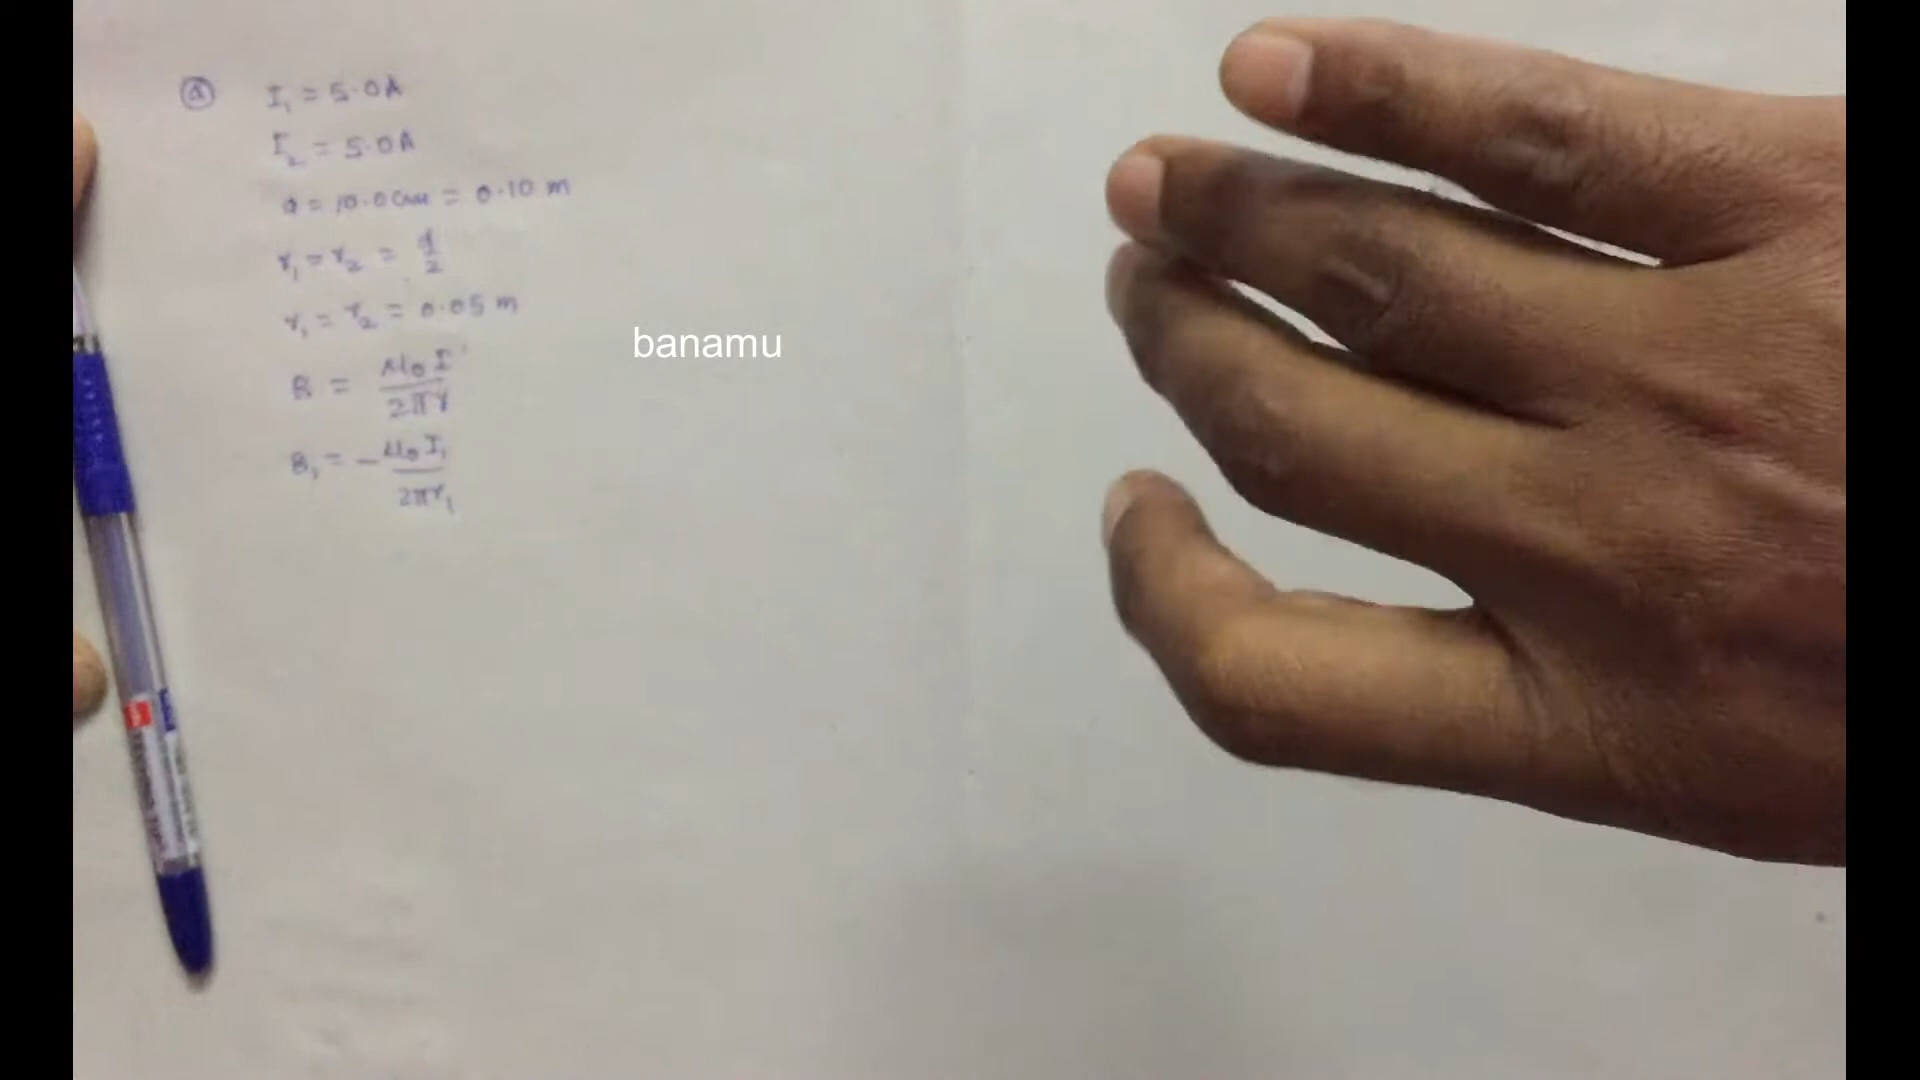 ⓐ I₁ = 5.0A
I₂ = 5.0A
d = 10.0cm = 0.10 m
r₁ = r₂ = d/2
r₁ = r₂ = 0.05 m
banamu
B = μ₀I / 2πr
B₁ = - μ₀I₁ / 2πr₁